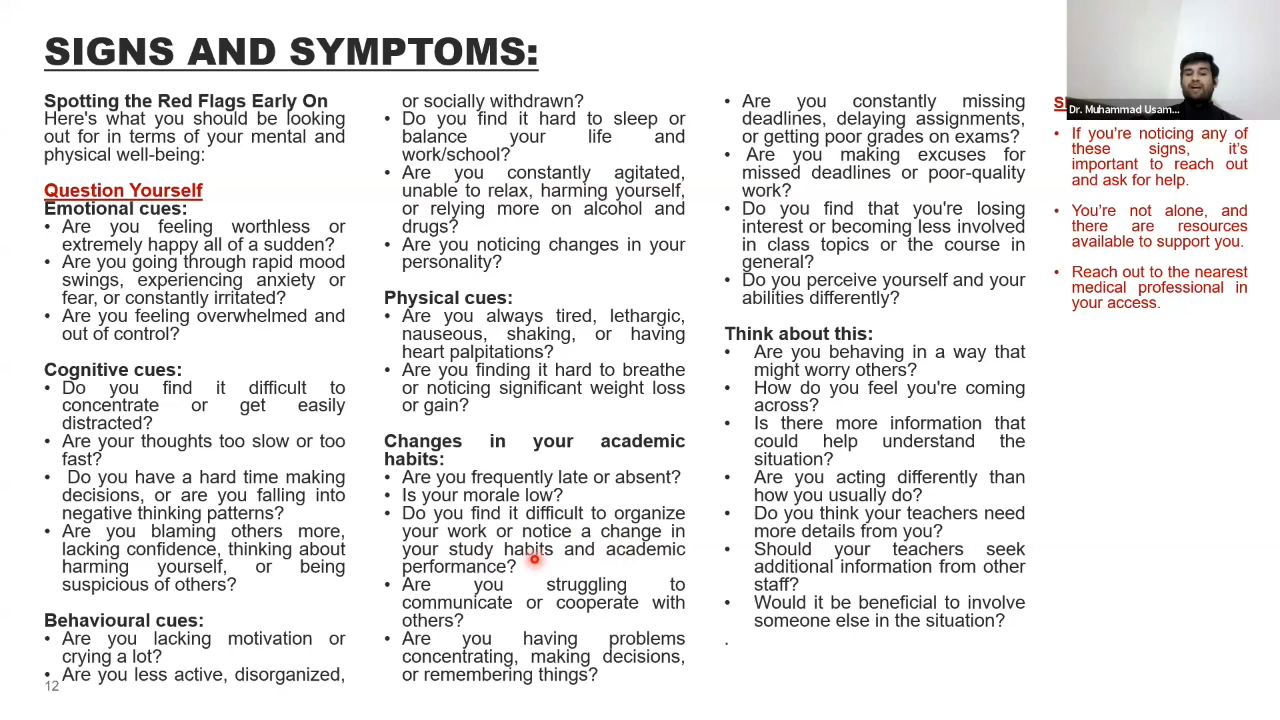 SIGNS AND SYMPTOMS:
Spotting the Red Flags Early On
Here's what you should be looking
out for in terms of your mental and
physical well-being:
Question Yourself
Emotional cues:
• Are you feeling worthless or
extremely happy all of a sudden?
• Are you going through rapid mood
swings, experiencing anxiety or
fear, or constantly irritated?
• Are you feeling overwhelmed and
out of control?
Cognitive cues:
• Do you find it difficult to
concentrate or get easily
distracted?
• Are your thoughts too slow or too
fast?
• Do you have a hard time making
decisions, or are you falling into
negative thinking patterns?
• Are you blaming others more,
lacking confidence, thinking about
harming yourself, or being
suspicious of others?
Behavioural cues:
• Are you lacking motivation or
crying a lot?
• Are you less active, disorganized,
12
or socially withdrawn?
• Do you find it hard to sleep or
balance your life and
work/school?
• Are you constantly agitated,
unable to relax, harming yourself,
or relying more on alcohol and
drugs?
• Are you noticing changes in your
personality?
Physical cues:
• Are you always tired, lethargic,
nauseous, shaking, or having
heart palpitations?
• Are you finding it hard to breathe
or noticing significant weight loss
or gain?
Changes in your academic
habits:
• Are you frequently late or absent?
• Is your morale low?
• Do you find it difficult to organize
your work or notice a change in
your study habits and academic
performance?
• Are you struggling to
communicate or cooperate with
others?
• Are you having problems
concentrating, making decisions,
or remembering things?
• Are you constantly missing
deadlines, delaying assignments,
or getting poor grades on exams?
• Are you making excuses for
missed deadlines or poor-quality
work?
• Do you find that you're losing
interest or becoming less involved
in class topics or the course in
general?
• Do you perceive yourself and your
abilities differently?
Think about this:
• Are you behaving in a way that
might worry others?
• How do you feel you're coming
across?
• Is there more information that
could help understand the
situation?
• Are you acting differently than
how you usually do?
• Do you think your teachers need
more details from you?
• Should your teachers seek
additional information from other
staff?
• Would it be beneficial to involve
someone else in the situation?
.
Dr. Muhammad Usam...
• If you're noticing any of
these signs, it's
important to reach out
and ask for help.
• You're not alone, and
there are resources
available to support you.
• Reach out to the nearest
medical professional in
your access.